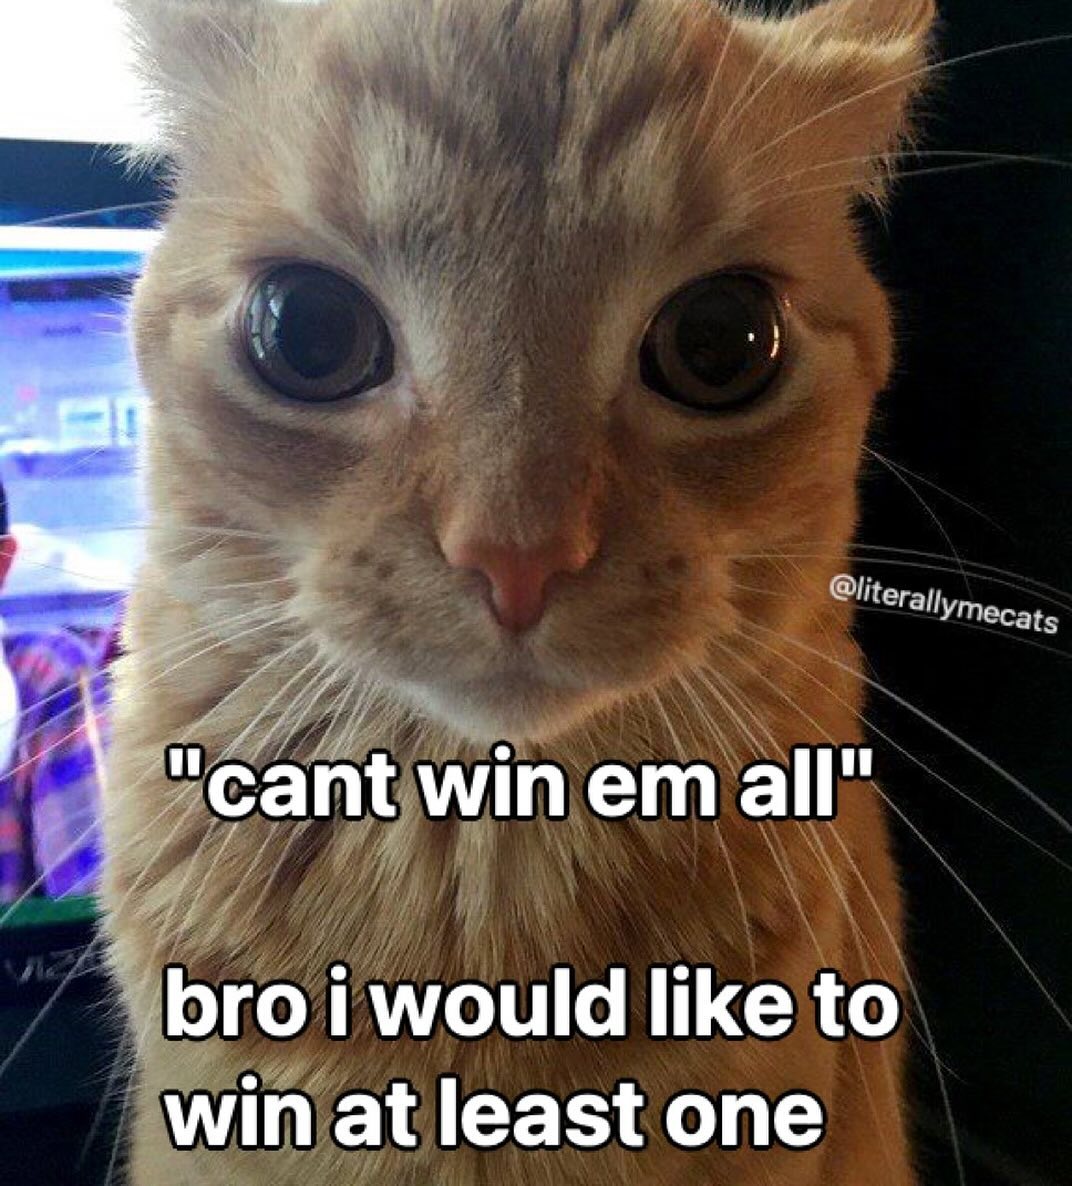 @literallymecats
"cant win em all"
bro i would like to
win at least one